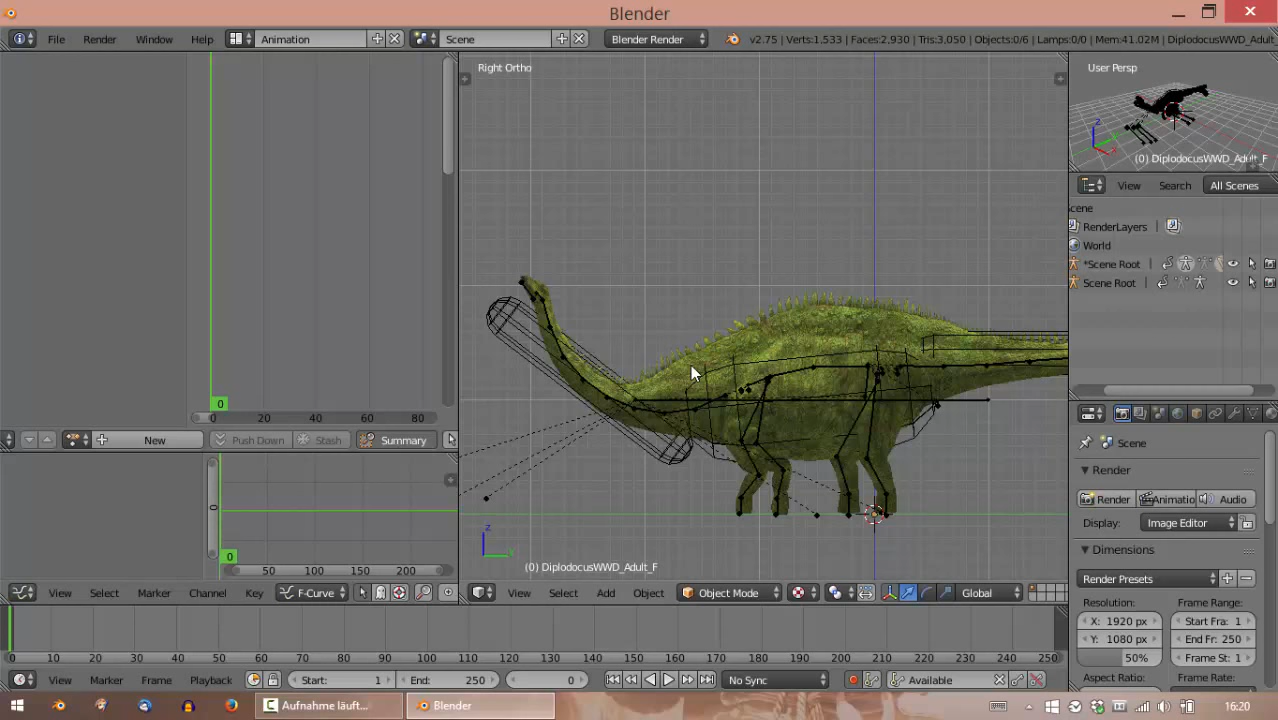 Blender
File Render Window Help Animation Scene Blender Render v2.75 | Verts:1,533 | Faces:2,930 | Tris:3,050 | Objects:0/6 | Lamps:0/0 | Mem:41.02M | DiplodocusWWD_Adult
Right Ortho
User Persp
(0) DiplodocusWWD_Adult_F
View Search All Scenes
cene
RenderLayers
World
*Scene Root
Scene Root
0
0 20 40 60 80
New Push Down Stash Summary
Scene
Render
Render Animatio Audio
Display: Image Editor
Dimensions
Render Presets
Resolution: Frame Range:
X: 1920 px Start Fra: 1
Y: 1080 px End Fr: 250
50% Frame St: 1
Aspect Ratio: Frame Rate:
0
0
50 100 150 200
z
Y
(0) DiplodocusWWD_Adult_F
View Select Marker Channel Key F-Curve
View Select Add Object Object Mode Global
0 10 20 30 40 50 60 70 80 90 100 110 120 130 140 150 160 170 180 190 200 210 220 230 240 250
View Marker Frame Playback Start: 1 End: 250 0 No Sync Available
Aufnahme läuft... Blender 16:20